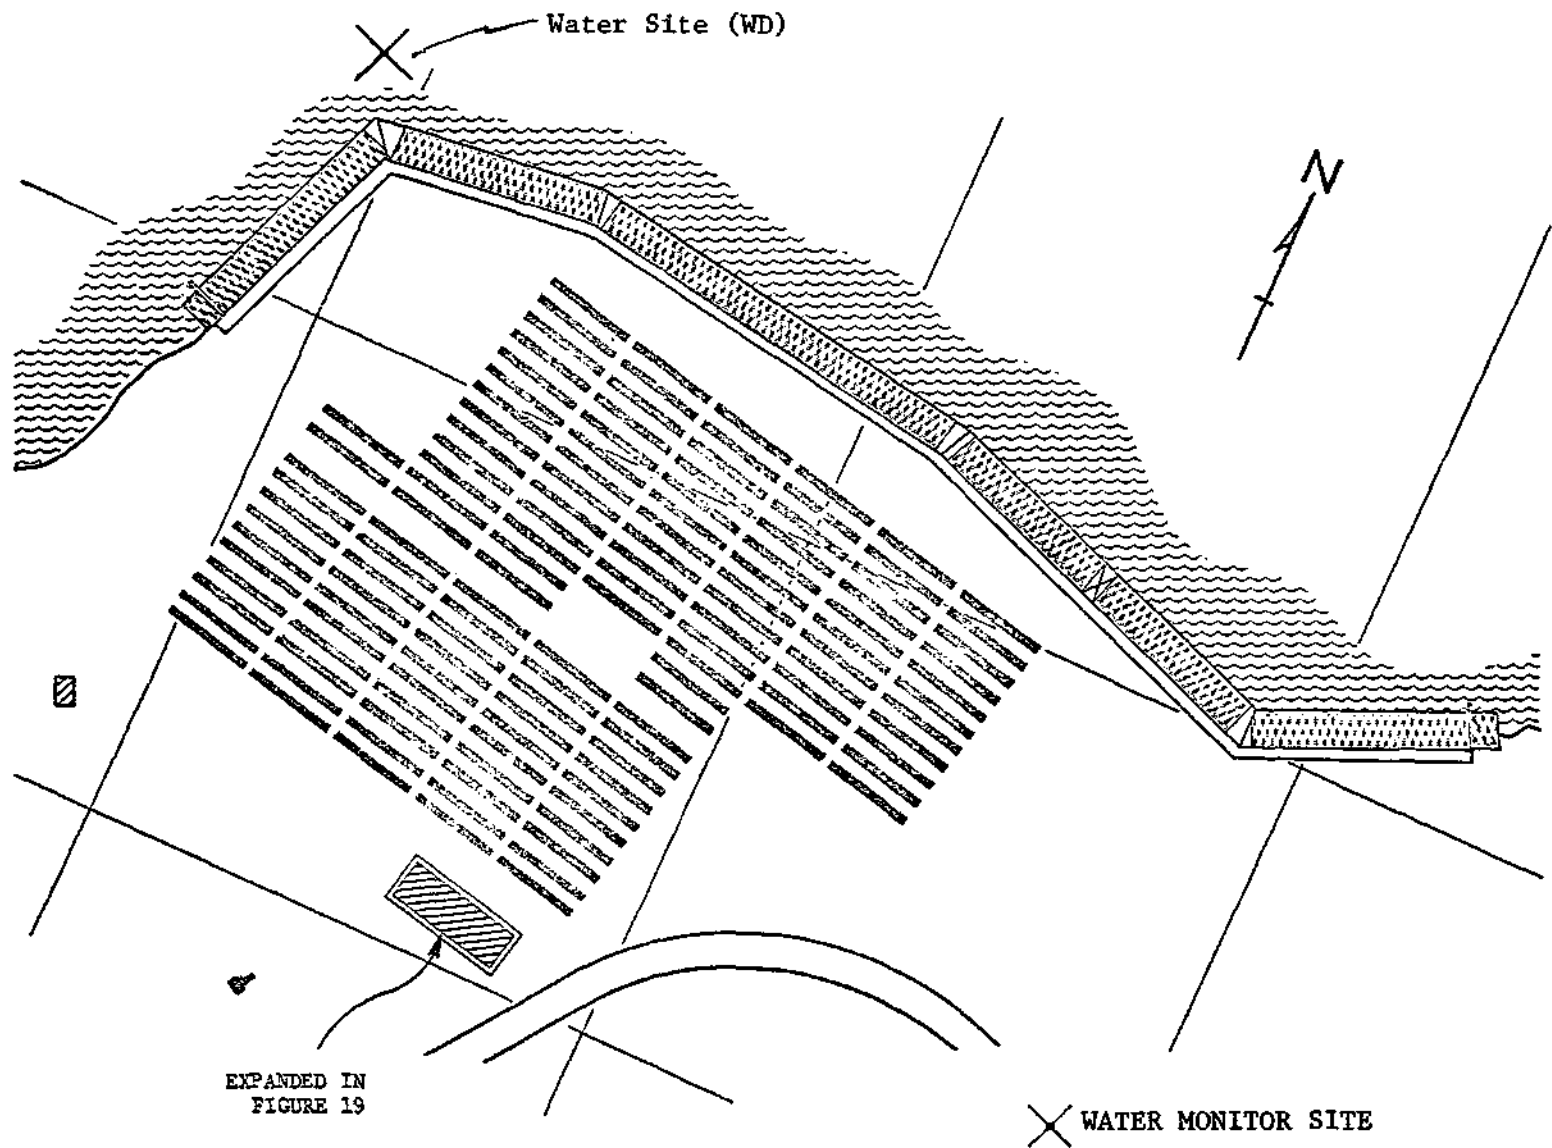 Water Site (WD)
N
EXPANDED IN
FIGURE 19
WATER MONITOR SITE